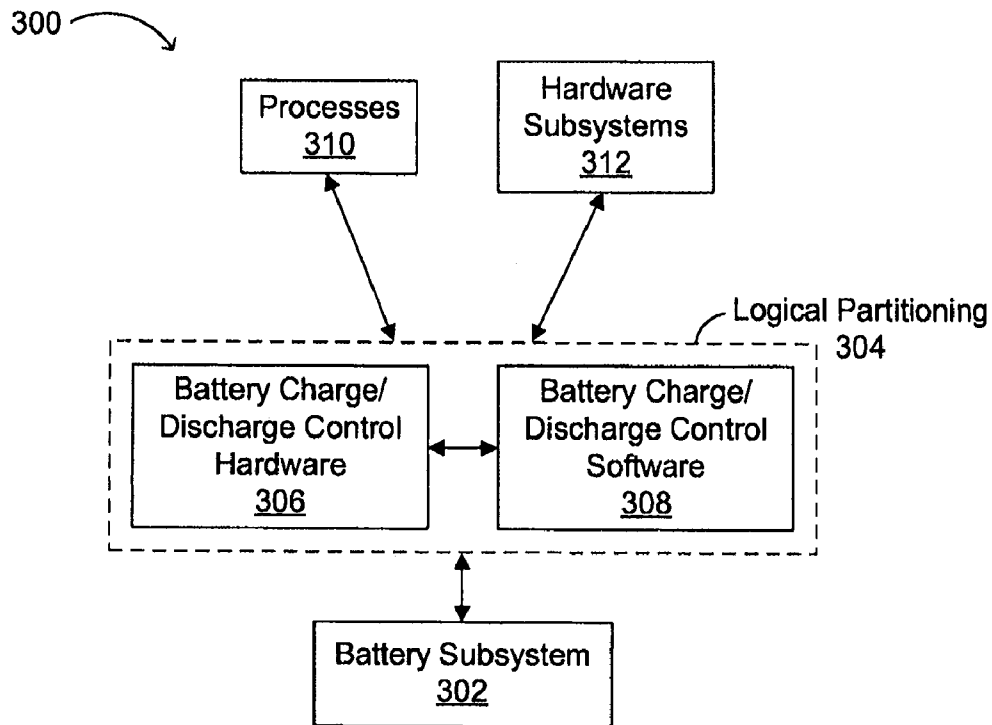 300
Processes
310
Hardware
Subsystems
312
Logical Partitioning
304
Battery Charge/
Discharge Control
Hardware
306
Battery Charge/
Discharge Control
Software
308
Battery Subsystem
302